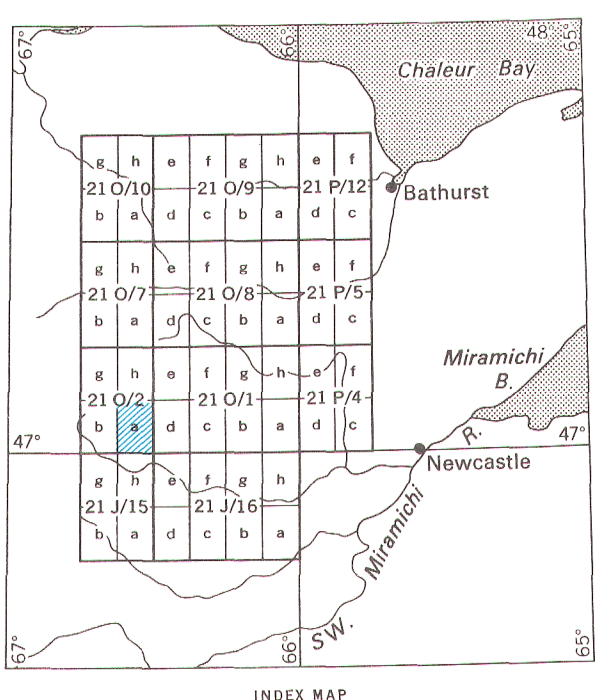 67° 66° 48° 65°
Chaleur Bay
g h e f g h e f
21 O/10 21 O/9 21 P/12
Bathurst
b a d c b a d c
g h e f g h e f
21 O/7 21 O/8 21 P/5
b a d c b a d c
Miramichi
B.
g h e f g h e f
21 O/2 21 O/1 21 P/4
b a d c b a d c
R.
47° 47°
Newcastle
g h e f g h
21 J/15 21 J/16
b a d c b a
Miramichi
SW.
67° 66° 65°
INDEX MAP